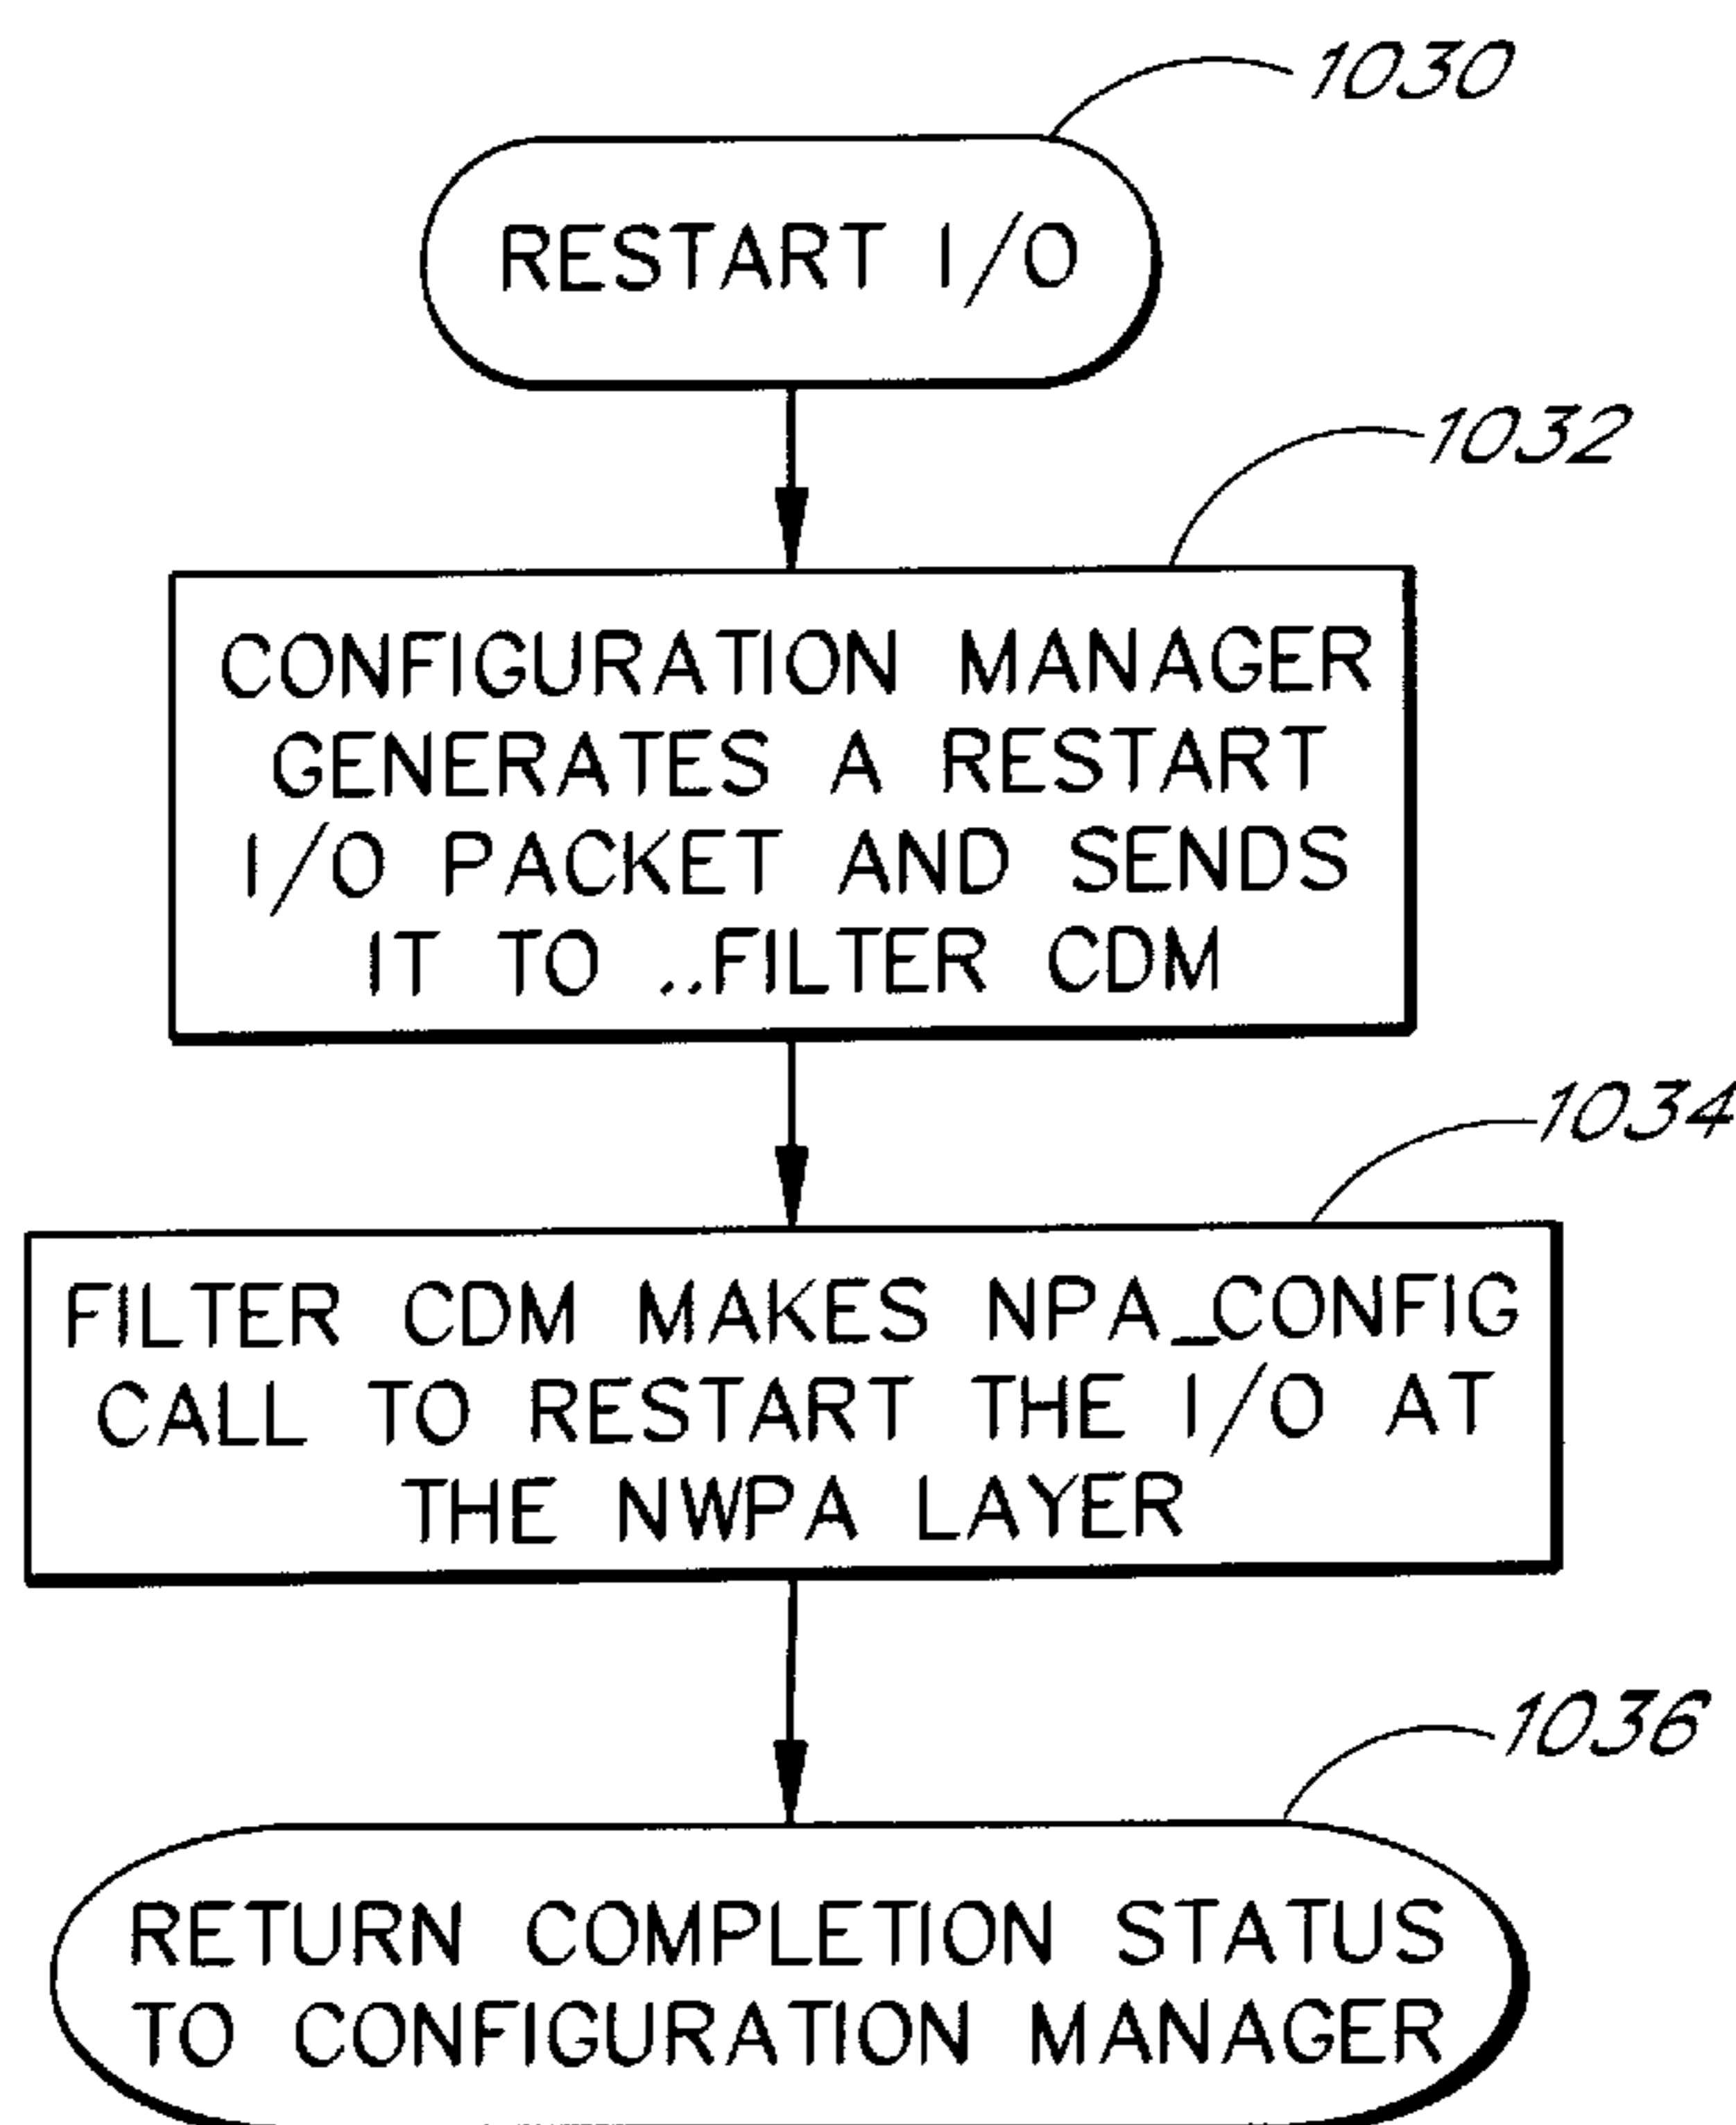 1030
RESTART I/O
1032
CONFIGURATION MANAGER
GENERATES A RESTART
I/O PACKET AND SENDS
IT TO ..FILTER CDM
1034
FILTER CDM MAKES NPA_CONFIG
CALL TO RESTART THE I/O AT
THE NWPA LAYER
1036
RETURN COMPLETION STATUS
TO CONFIGURATION MANAGER